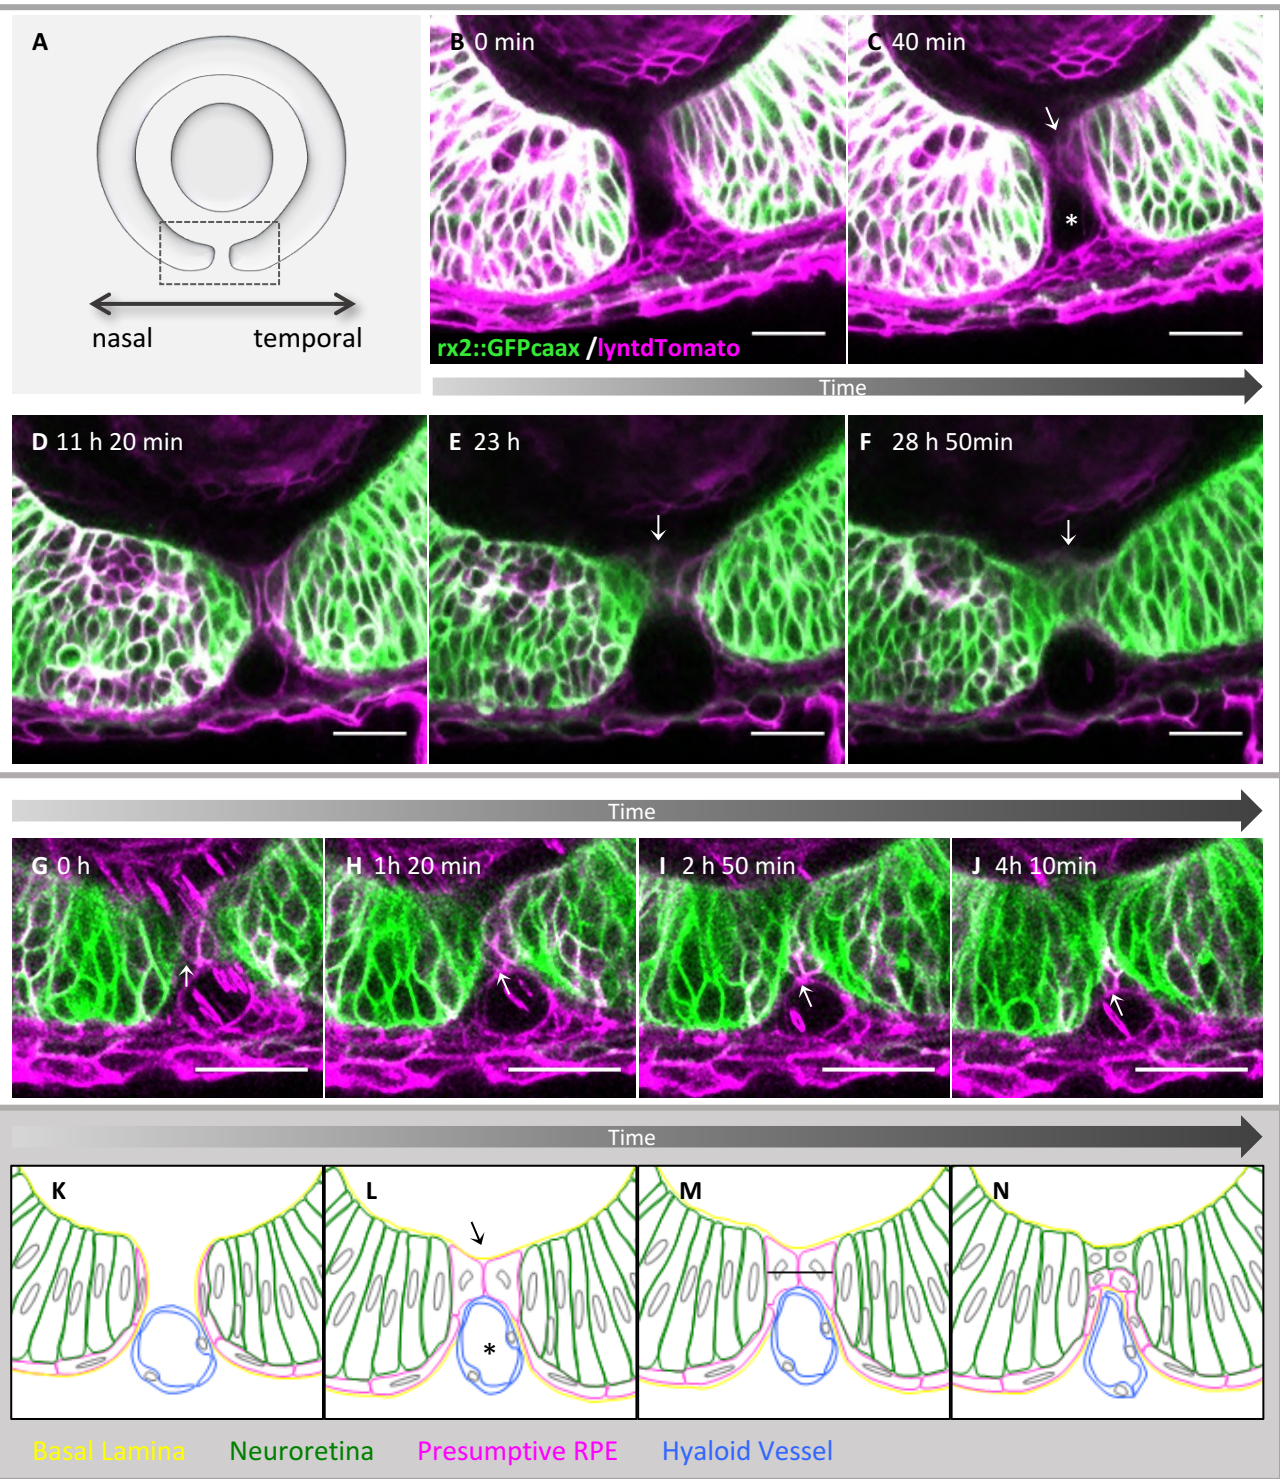 A
nasal
temporal
B 0 min
rx2::GFPcaax /lyntdTomato
C 40 min
*
Time
D 11 h 20 min
E 23 h
F 28 h 50min
Time
G 0 h
H 1h 20 min
I 2 h 50 min
J 4h 10min
Time
K
L
*
M
N
Basal Lamina Neuroretina Presumptive RPE Hyaloid Vessel